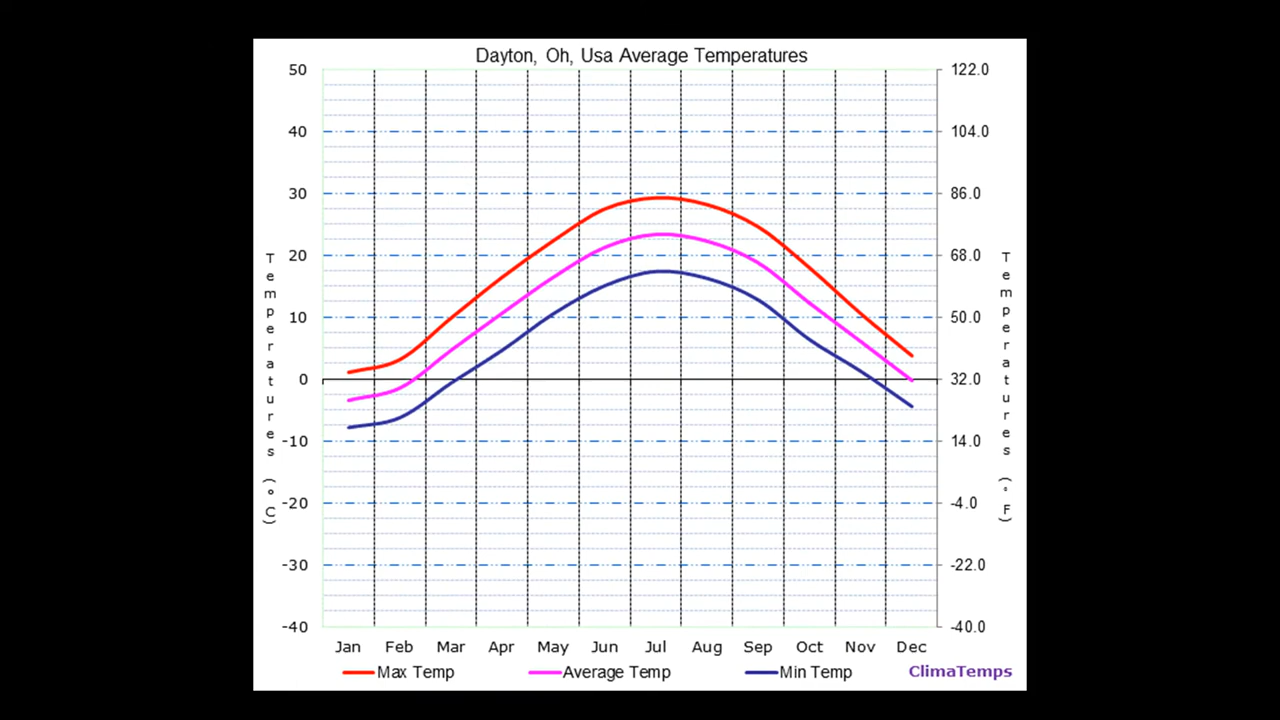 Dayton, Oh, Usa Average Temperatures
50 122.0
40 104.0
30 86.0
20 68.0
10 50.0
0 32.0
-10 14.0
-20 -4.0
-30 -22.0
-40 -40.0
Temperatures (°C)
Temperatures (°F)
Jan Feb Mar Apr May Jun Jul Aug Sep Oct Nov Dec
Max Temp Average Temp Min Temp ClimaTemps